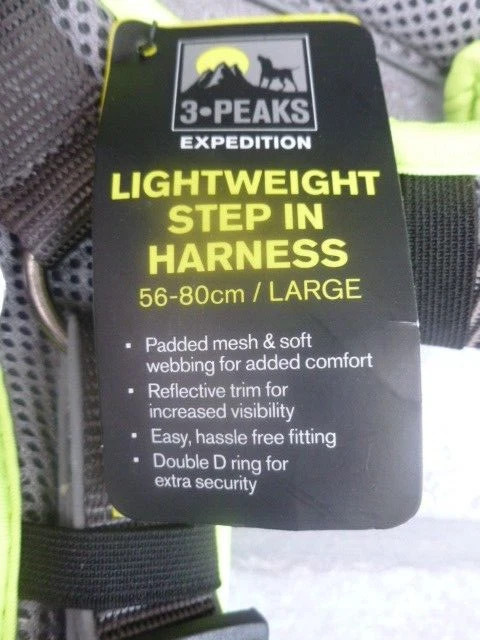 3•PEAKS
EXPEDITION
LIGHTWEIGHT
STEP IN
HARNESS
56-80cm / LARGE
• Padded mesh & soft
webbing for added comfort
• Reflective trim for
increased visibility
• Easy, hassle free fitting
• Double D ring for
extra security